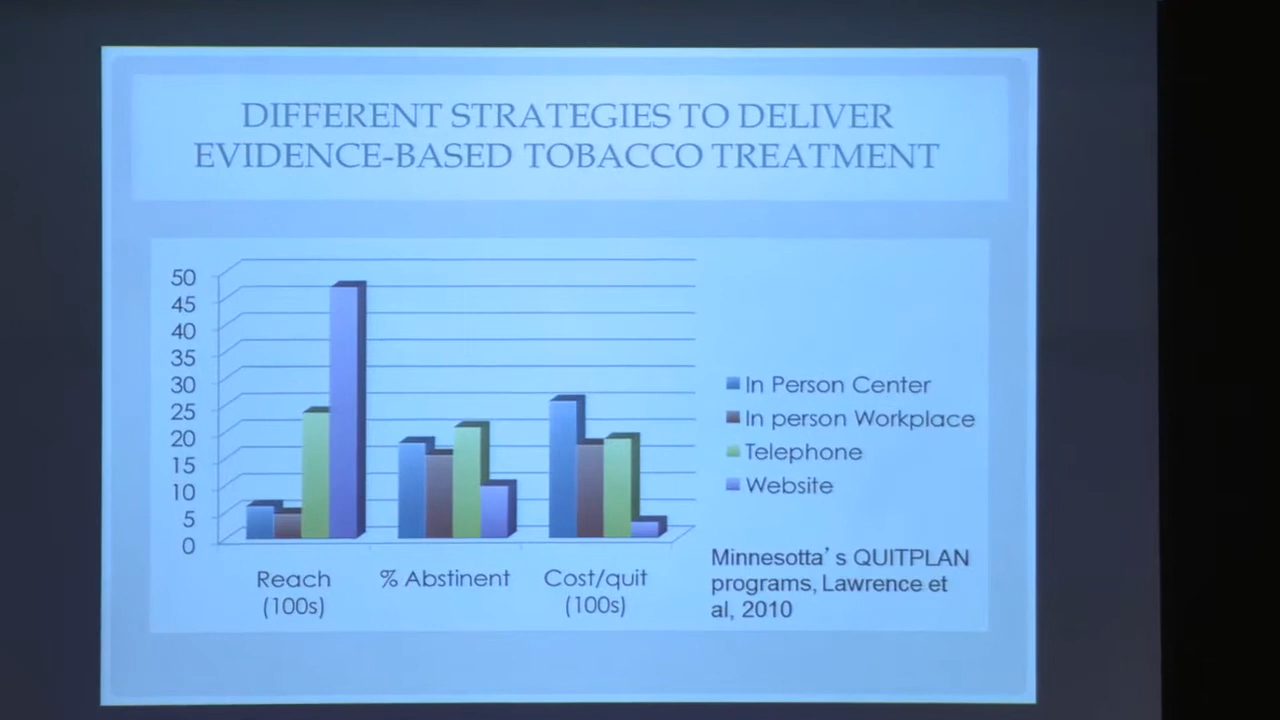 DIFFERENT STRATEGIES TO DELIVER
EVIDENCE-BASED TOBACCO TREATMENT
50
45
40
35
30
25
20
15
10
5
0
Reach
(100s)
% Abstinent
Cost/quit
(100s)
In Person Center
In person Workplace
Telephone
Website
Minnesotta's QUITPLAN
programs, Lawrence et
al, 2010